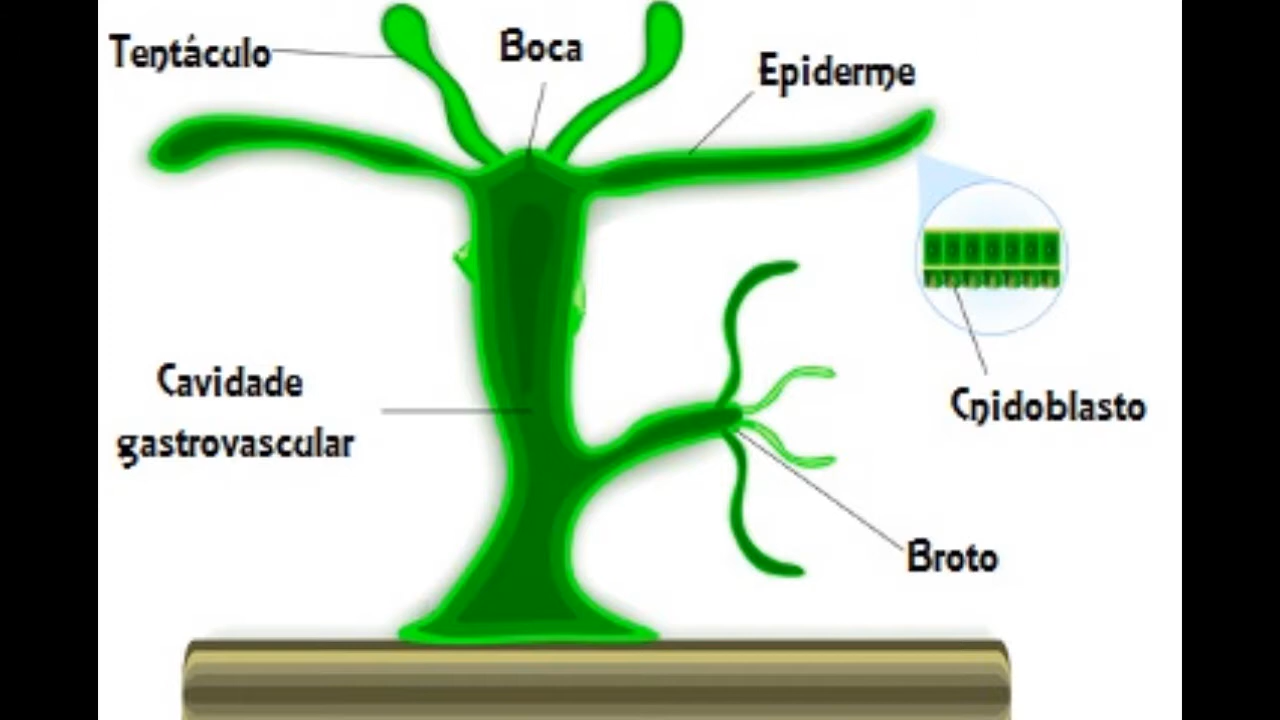 Tentáculo
Boca
Epiderme
Cavidade
gastrovascular
Cnidoblasto
Broto